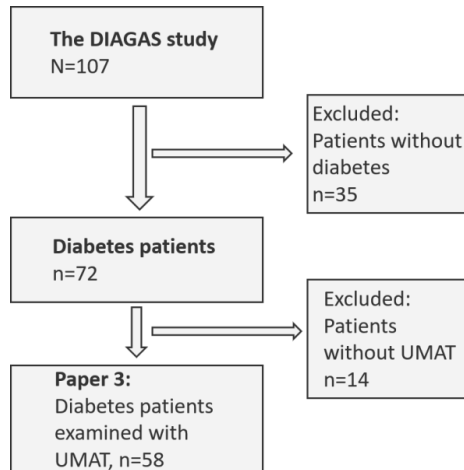 The DIAGAS study
N=107
Excluded:
Patients without
diabetes
n=35
Diabetes patients
n=72
Excluded:
Patients
without UMAT
n=14
Paper 3:
Diabetes patients
examined with
UMAT, n=58